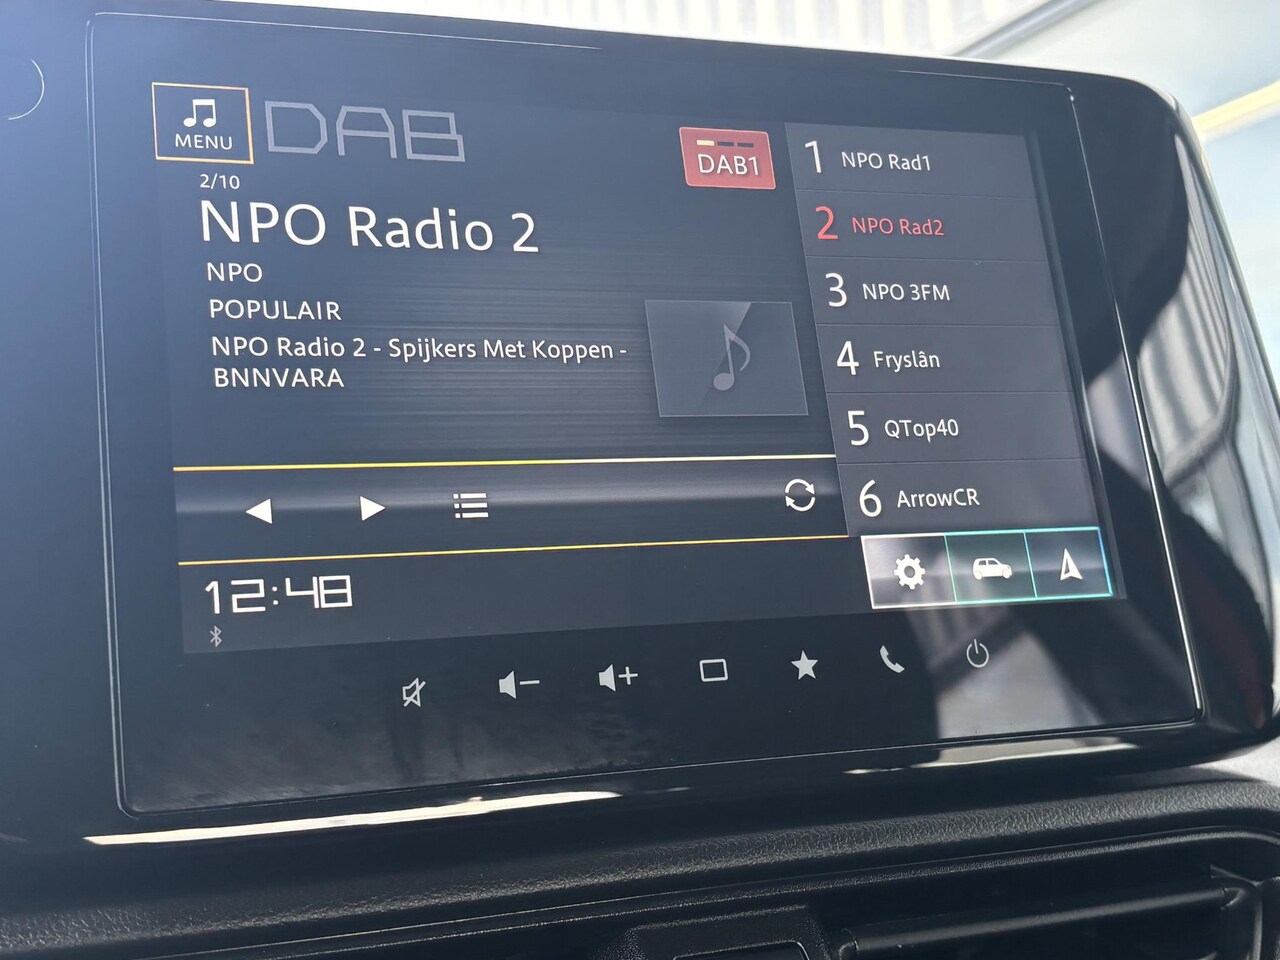 MENU
DAB
DAB1
2/10
NPO Radio 2
NPO
POPULAIR
NPO Radio 2 - Spijkers Met Koppen -
BNNVARA
1 NPO Rad1
2 NPO Rad2
3 NPO 3FM
4 Fryslân
5 QTop40
6 ArrowCR
12:48